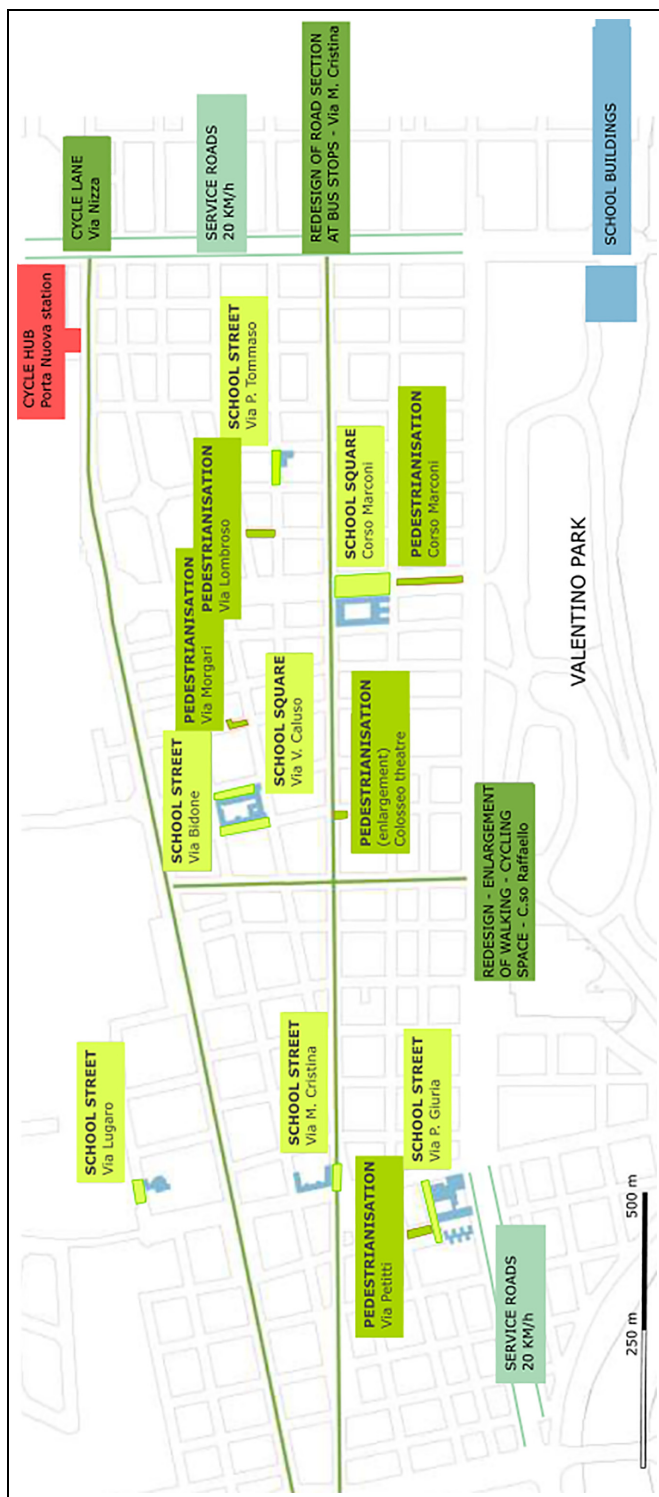 CYCLE HUB
Porta Nuova station
CYCLE LANE
Via Nizza
SERVICE ROADS
20 KM/h
REDESIGN OF ROAD SECTION
AT BUS STOPS - Via M. Cristina
SCHOOL BUILDINGS
SCHOOL STREET
Via P. Tommaso
PEDESTRIANISATION
Via Lombroso
PEDESTRIANISATION
Via Morgari
SCHOOL SQUARE
Corso Marconi
PEDESTRIANISATION
Corso Marconi
VALENTINO PARK
SCHOOL STREET
Via Bidone
SCHOOL SQUARE
Via V. Caluso
PEDESTRIANISATION
(enlargement)
Colosseo theatre
REDESIGN - ENLARGEMENT
OF WALKING - CYCLING
SPACE - C.so Raffaello
SCHOOL STREET
Via Lugaro
SCHOOL STREET
Via M. Cristina
SCHOOL STREET
Via P. Giuria
PEDESTRIANISATION
Via Petitti
SERVICE ROADS
20 KM/h
250 m
500 m